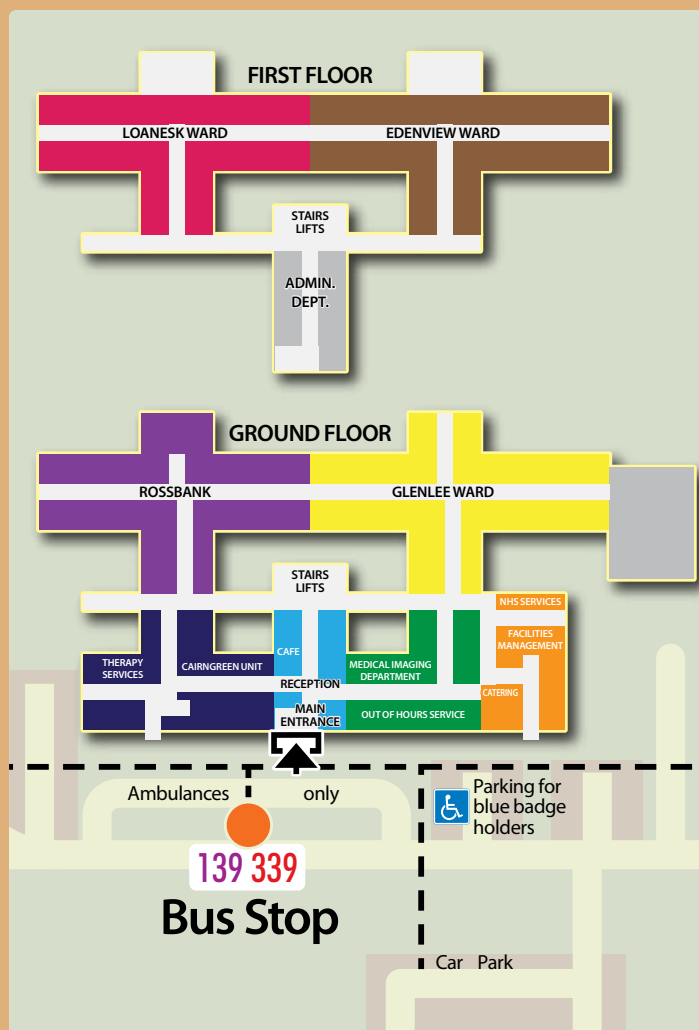 FIRST FLOOR
LOANESK WARD
EDENVIEW WARD
STAIRS
LIFTS
ADMIN.
DEPT.
GROUND FLOOR
ROSSBANK
GLENLEE WARD
STAIRS
LIFTS
NHS SERVICES
FACILITIES
MANAGEMENT
CAFE
THERAPY
SERVICES
CAIRNGREEN UNIT
MEDICAL IMAGING
DEPARTMENT
RECEPTION
CATERING
MAIN
ENTRANCE
OUT OF HOURS SERVICE
Ambulances only
Parking for
blue badge
holders
139 339
Bus Stop
Car Park